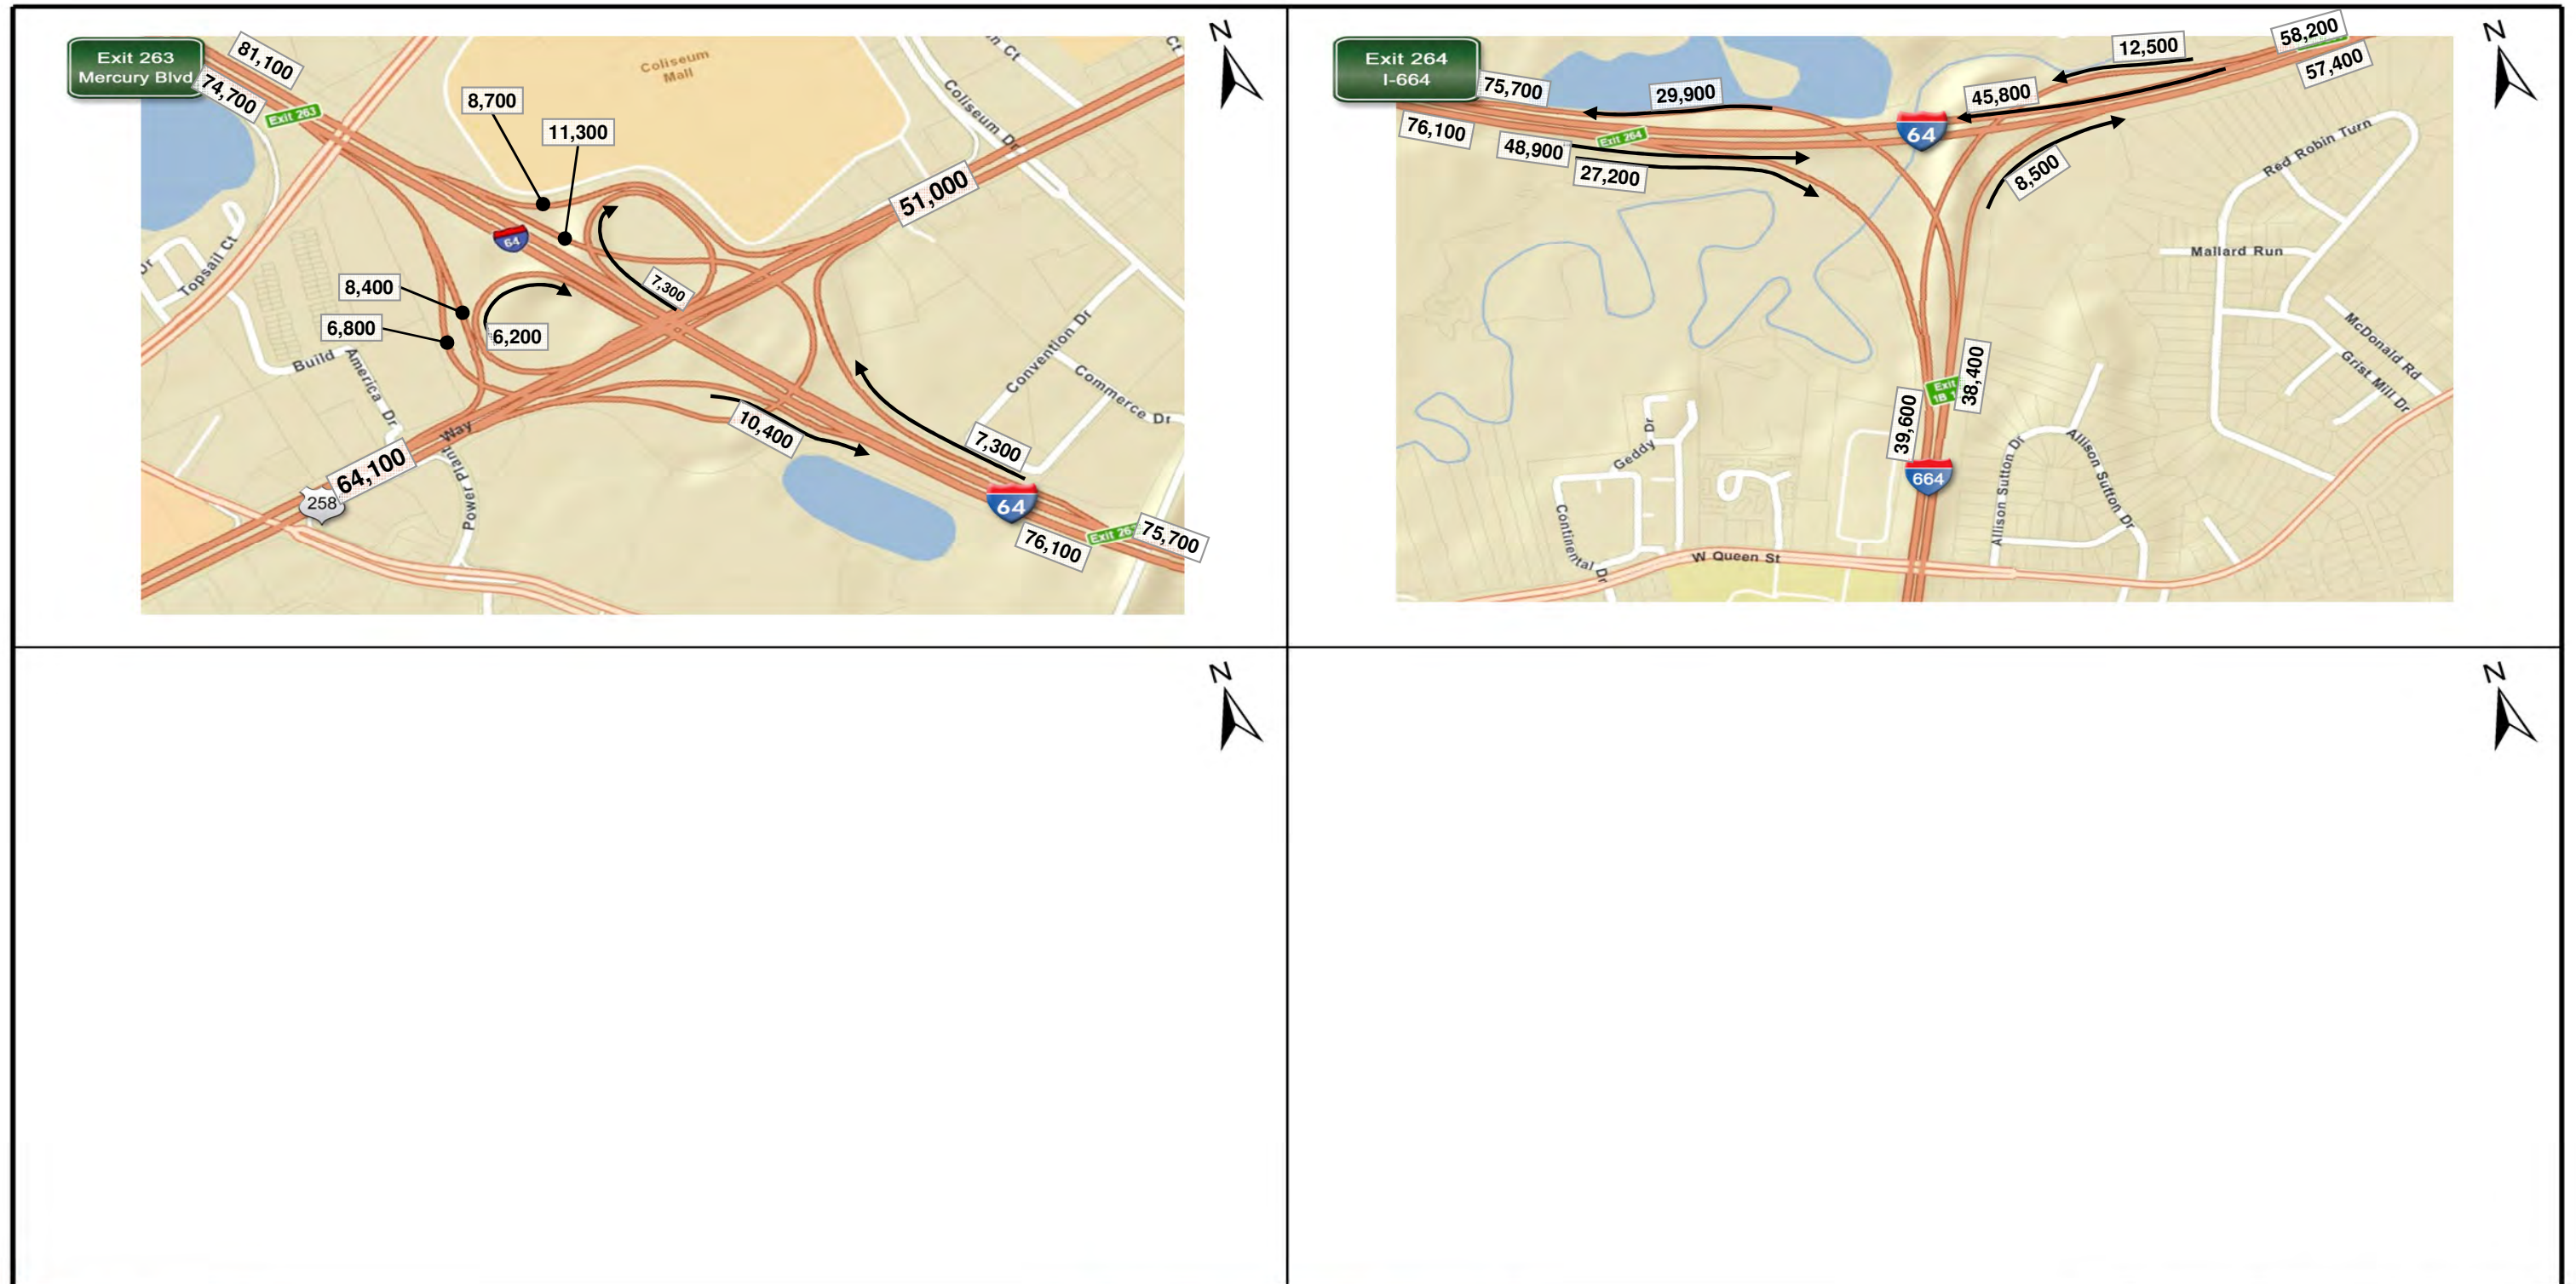 Exit 263
Mercury Blvd
81,100
74,700
Exit 263
Coliseum
Mall
N
8,700
11,300
Coliseum Dr
n Ct
Ct
51,000
64
Topsail Ct
Dr
8,400
6,800
6,200
7,300
Build America Dr
Convention Dr
Commerce Dr
10,400
7,300
Way
Power Plant
64,100
258
64
76,100
75,700
Exit 264
I-664
75,700
76,100
29,900
Exit 264
48,900
27,200
64
12,500
45,800
58,200
57,400
8,500
N
Red Robin Turn
Mallard Run
McDonald Rd
Grist Mill Dr
39,600
38,400
Exit
1B
664
Geddy Dr
Continental Dr
W Queen St
Allison Sutton Dr
Allison Sutton Dr
N
N